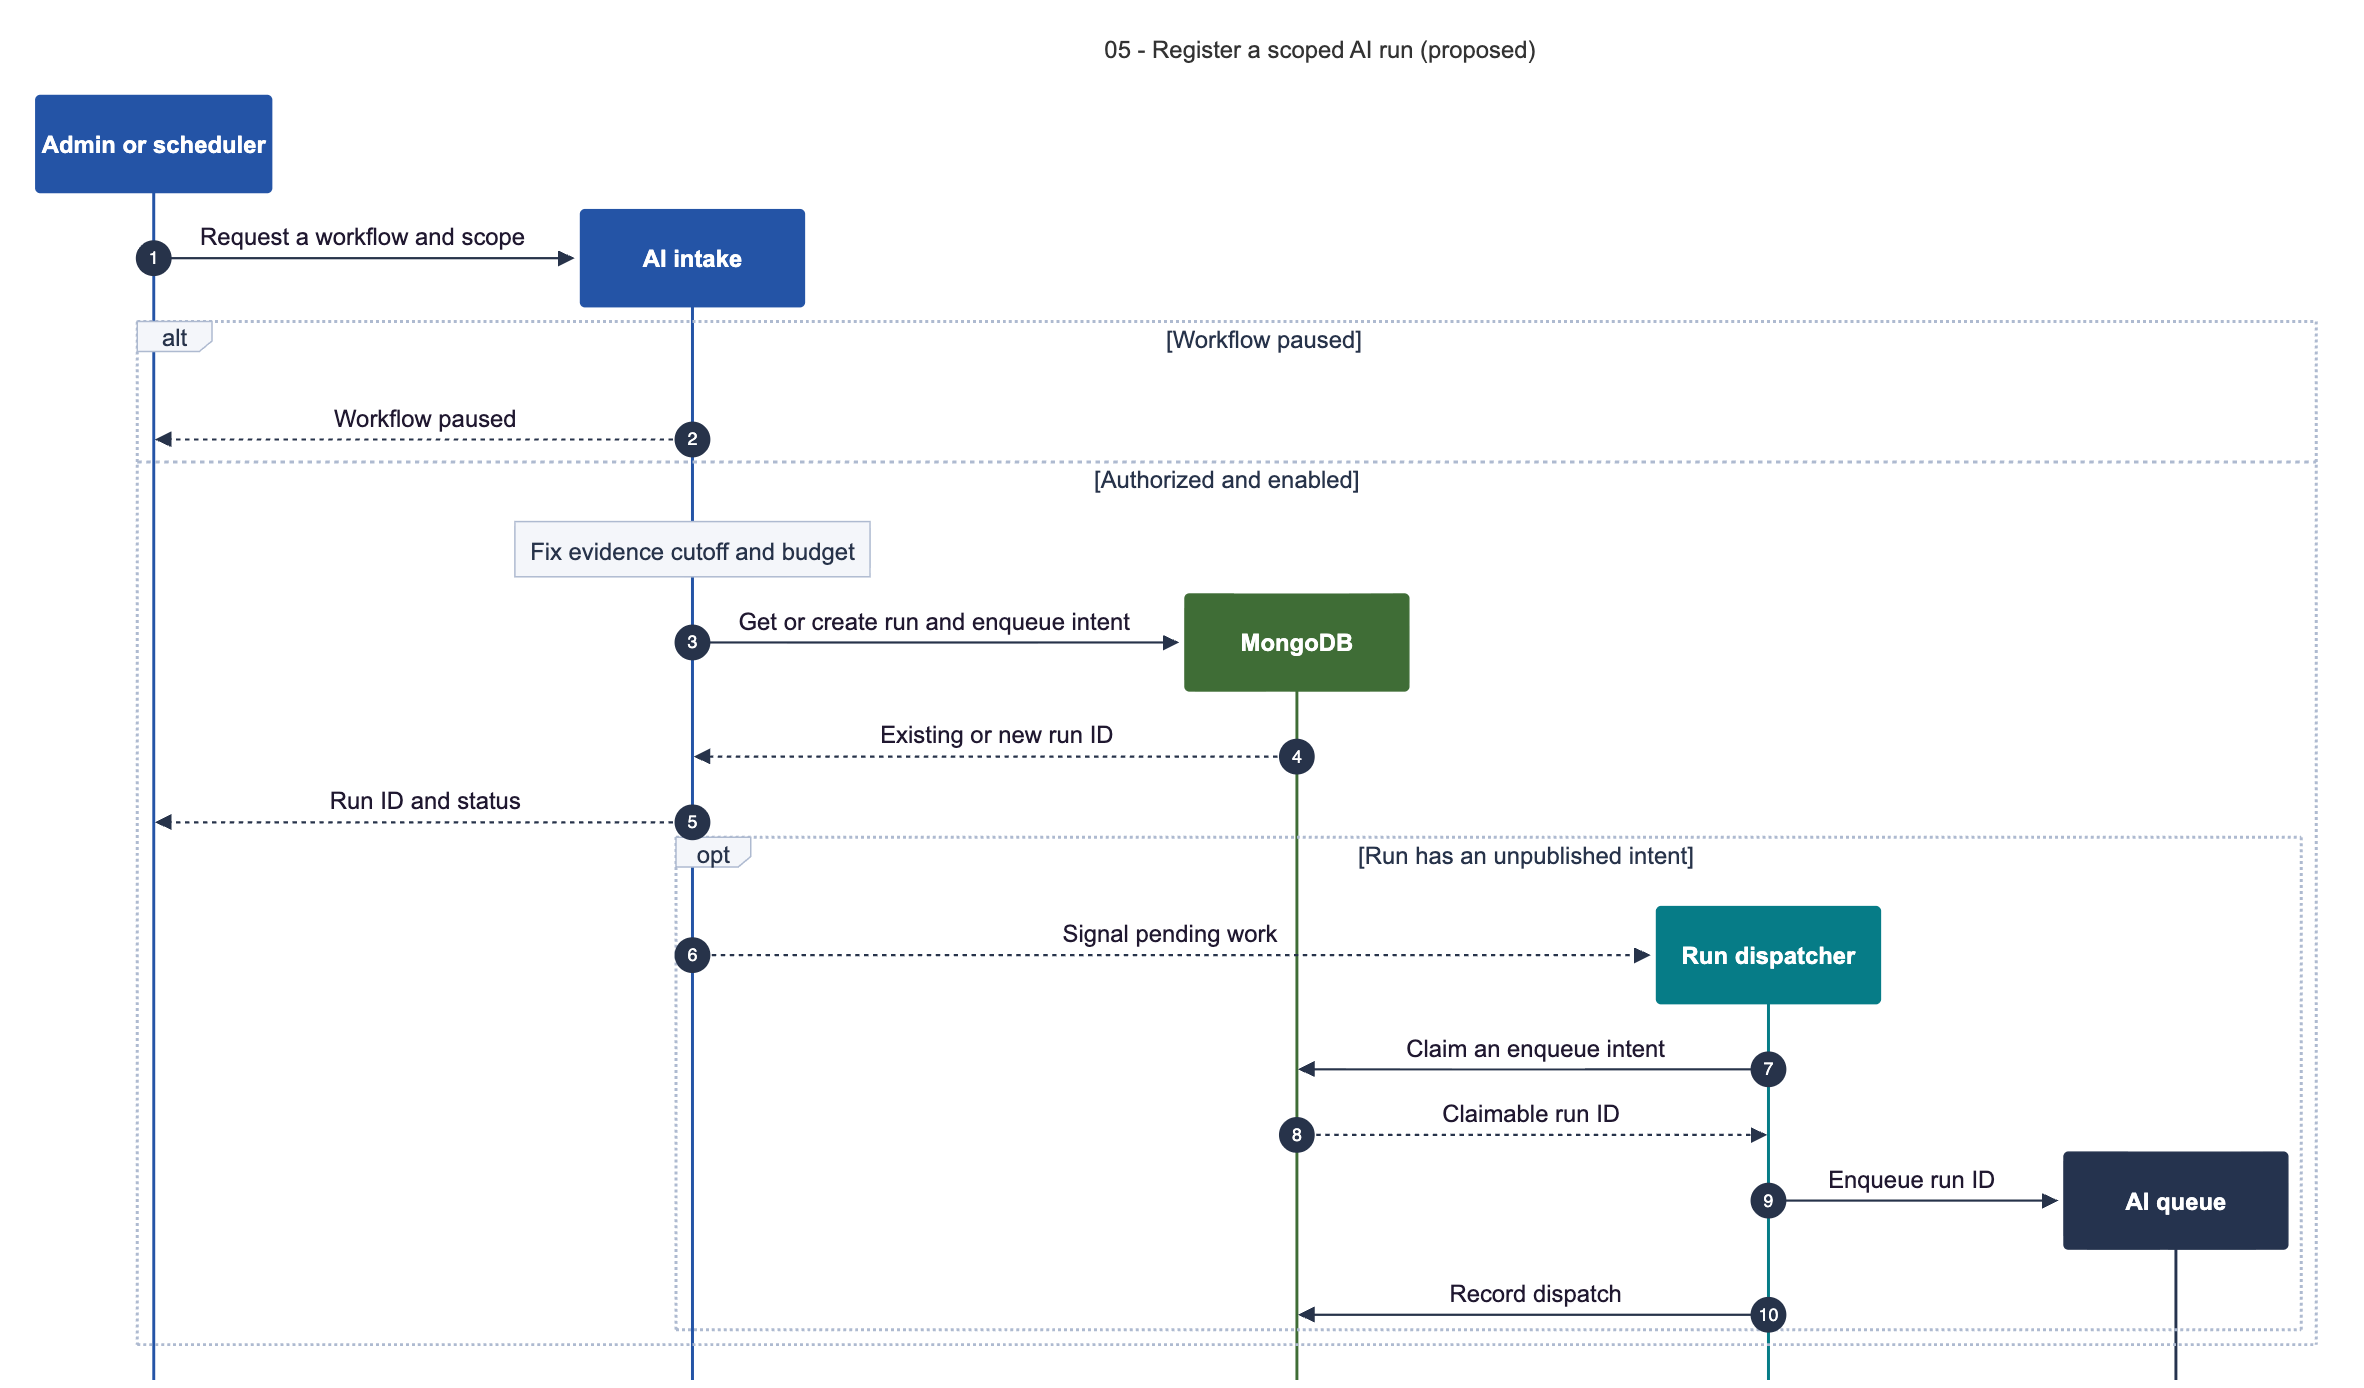 05 - Register a scoped AI run (proposed)
Admin or scheduler
Request a workflow and scope
1
AI intake
alt
[Workflow paused]
Workflow paused
2
[Authorized and enabled]
Fix evidence cutoff and budget
Get or create run and enqueue intent
3
MongoDB
Existing or new run ID
4
Run ID and status
5
opt
[Run has an unpublished intent]
Signal pending work
6
Run dispatcher
Claim an enqueue intent
7
Claimable run ID
8
Enqueue run ID
9
AI queue
Record dispatch
10